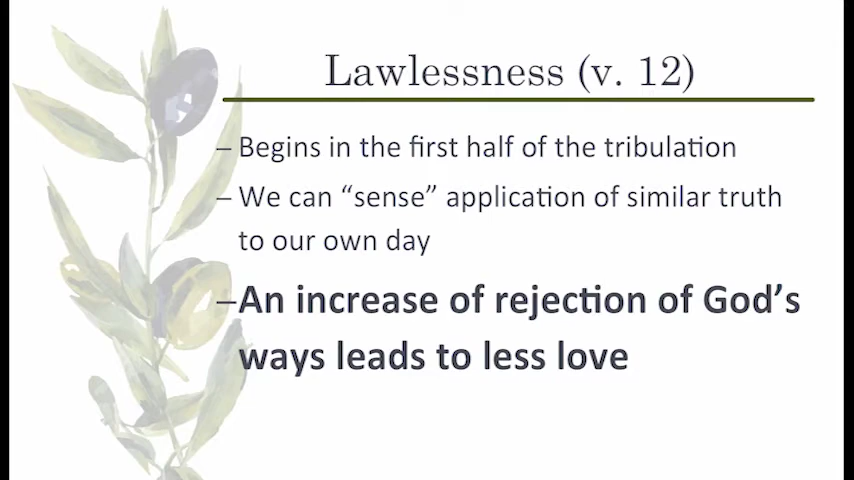 Lawlessness (v. 12)
– Begins in the first half of the tribulation
– We can “sense” application of similar truth
to our own day
–An increase of rejection of God’s
ways leads to less love